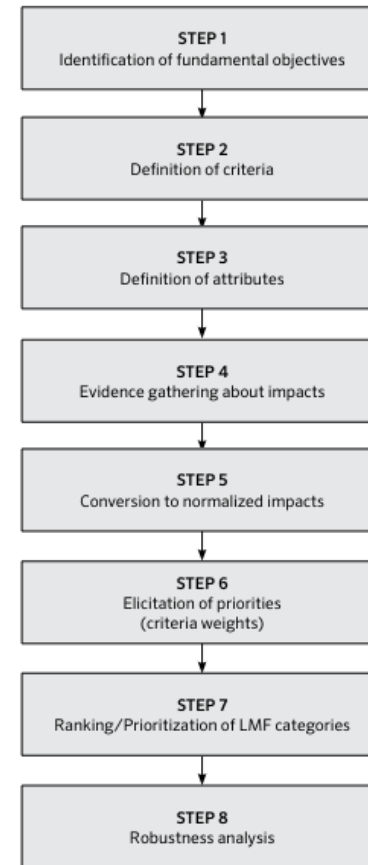 STEP 1
Identification of fundamental objectives
STEP 2
Definition of criteria
STEP 3
Definition of attributes
STEP 4
Evidence gathering about impacts
STEP 5
Conversion to normalized impacts
STEP 6
Elicitation of priorities
(criteria weights)
STEP 7
Ranking/Prioritization of LMF categories
STEP 8
Robustness analysis